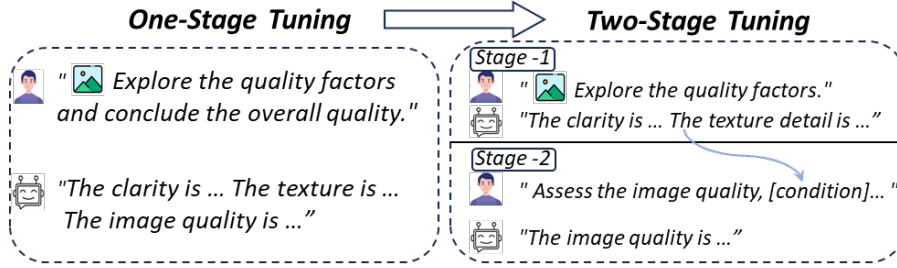 One-Stage Tuning
Two-Stage Tuning
" Explore the quality factors
and conclude the overall quality."
"The clarity is ... The texture is ...
The image quality is ...”
Stage -1
" Explore the quality factors."
"The clarity is ... The texture detail is ...”
Stage -2
" Assess the image quality, [condition]... "
"The image quality is ...”